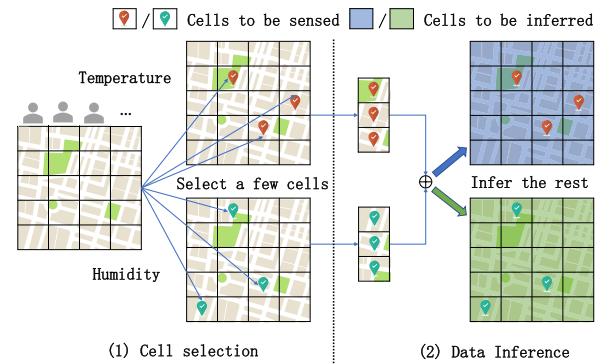 / Cells to be sensed / Cells to be inferred
Temperature
...
Select a few cells
Infer the rest
Humidity
(1) Cell selection
(2) Data Inference